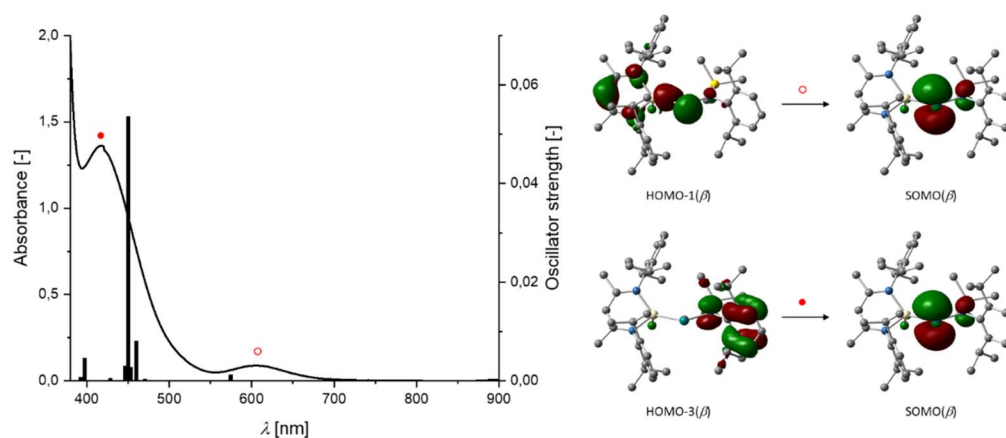 2,0
1,5
1,0
0,5
0,0
Absorbance [-]
400 500 600 700 800 900
λ [nm]
0,06
0,04
0,02
0,00
Oscillator strength [-]
HOMO-1(β) SOMO(β)
HOMO-3(β) SOMO(β)